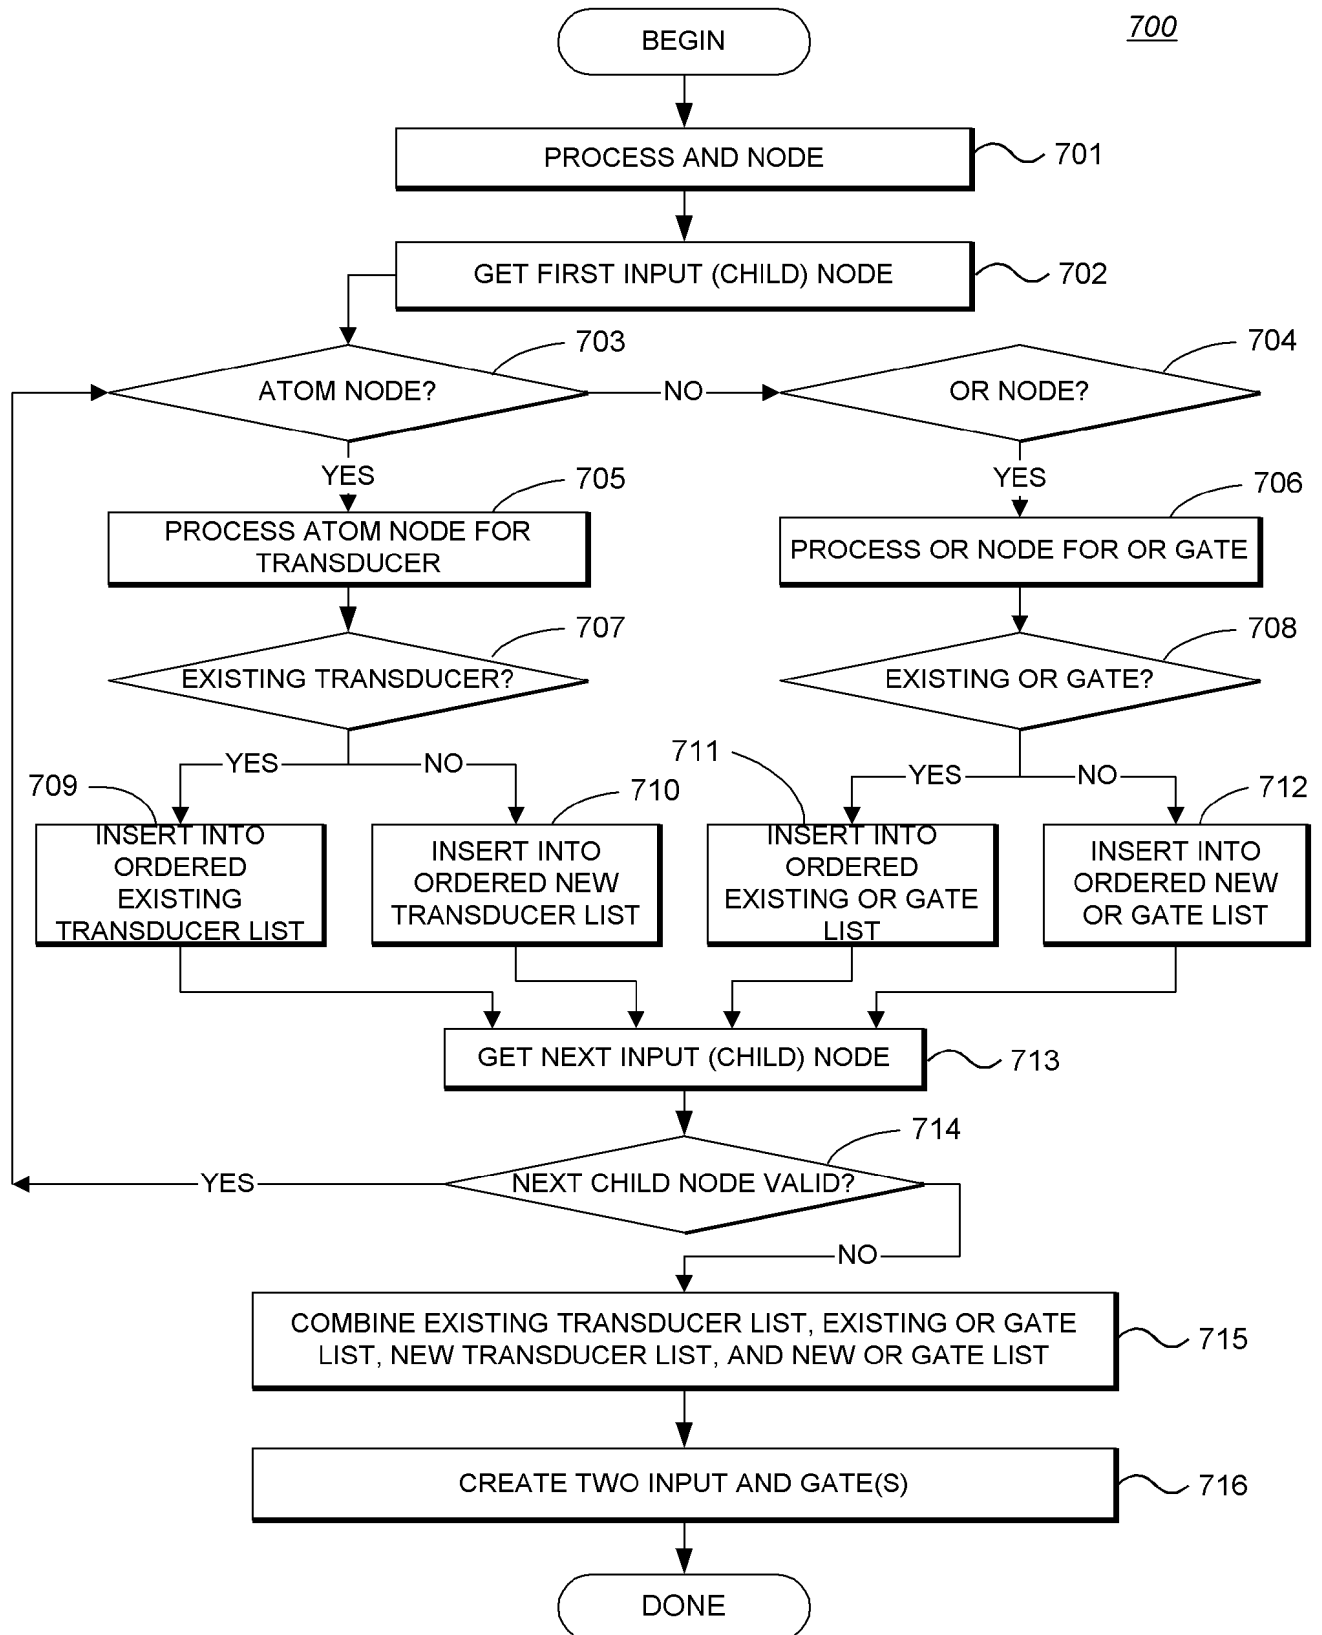 BEGIN
700
PROCESS AND NODE
701
GET FIRST INPUT (CHILD) NODE
702
703
704
ATOM NODE?
NO
OR NODE?
YES
YES
705
706
PROCESS ATOM NODE FOR
TRANSDUCER
PROCESS OR NODE FOR OR GATE
707
708
EXISTING TRANSDUCER?
EXISTING OR GATE?
YES
NO
YES
NO
709
710
711
712
INSERT INTO
ORDERED
EXISTING
TRANSDUCER LIST
INSERT INTO
ORDERED NEW
TRANSDUCER LIST
INSERT INTO
ORDERED
EXISTING OR GATE
LIST
INSERT INTO
ORDERED NEW
OR GATE LIST
GET NEXT INPUT (CHILD) NODE
713
714
NEXT CHILD NODE VALID?
YES
NO
COMBINE EXISTING TRANSDUCER LIST, EXISTING OR GATE
LIST, NEW TRANSDUCER LIST, AND NEW OR GATE LIST
715
CREATE TWO INPUT AND GATE(S)
716
DONE